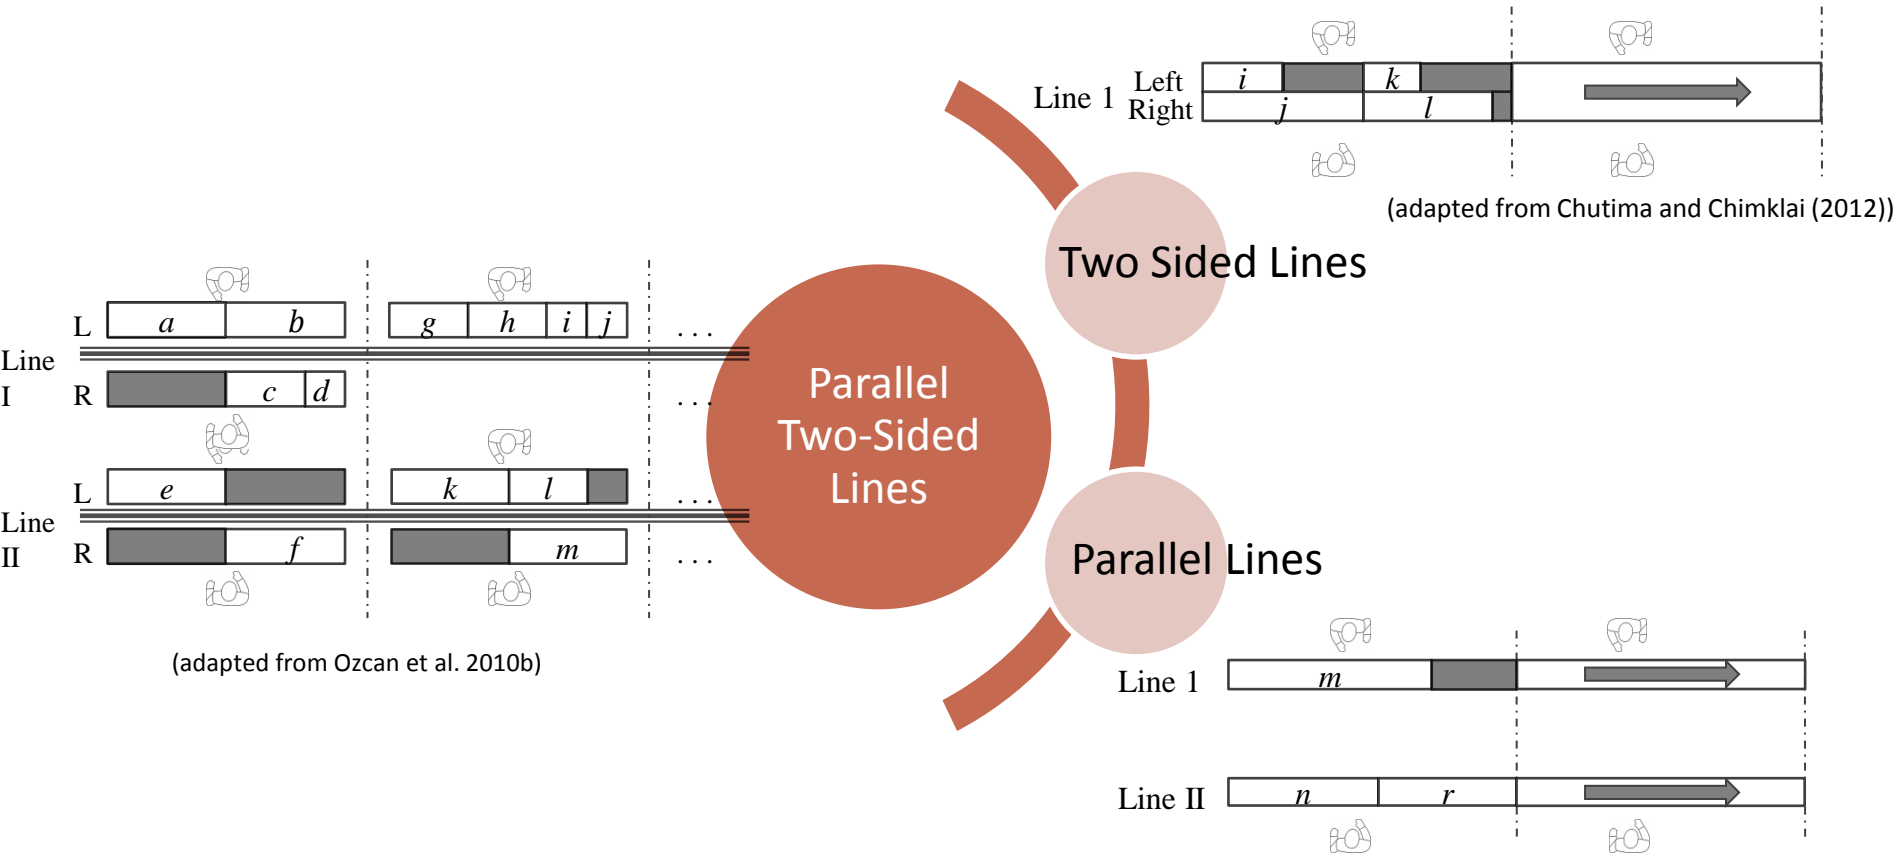 Line 1 Left i k
Right j l
(adapted from Chutima and Chimklai (2012))
Two Sided Lines
L a b g h i j . . .
Line
I R c d . . .
Parallel
Two-Sided
Lines
L e k l . . .
Line
II R f m . . .
(adapted from Ozcan et al. 2010b)
Parallel Lines
Line 1 m
Line II n r